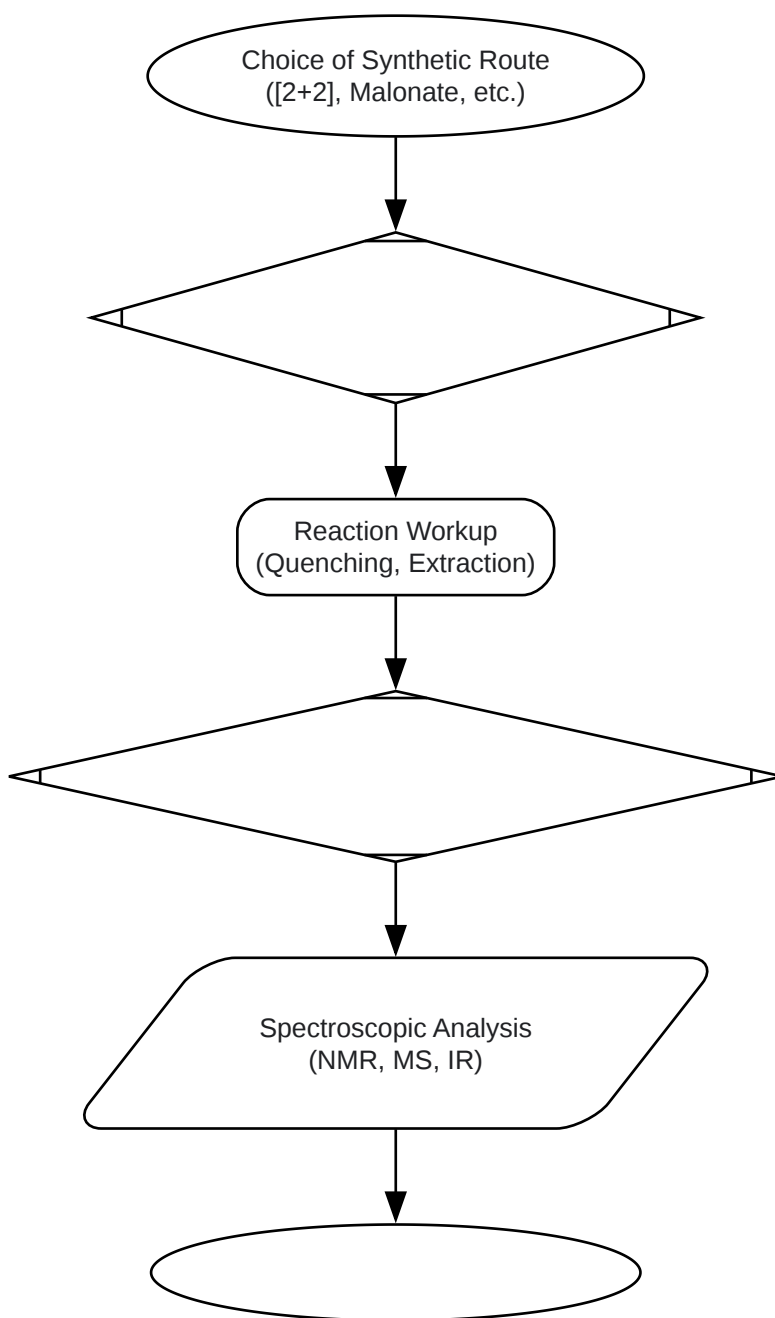 Choice of Synthetic Route
([2+2], Malonate, etc.)
Reaction Workup
(Quenching, Extraction)
Spectroscopic Analysis
(NMR, MS, IR)